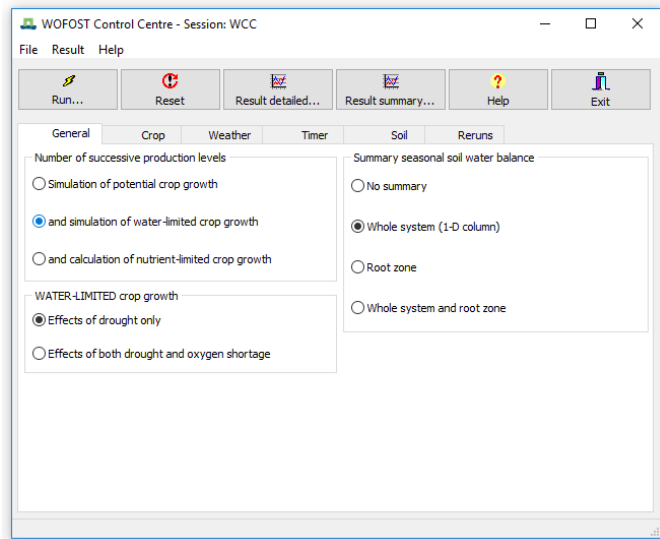 WOFOST Control Centre - Session: WCC
File Result Help
Run... Reset Result detailed... Result summary... Help Exit
General Crop Weather Timer Soil Reruns
Number of successive production levels
Simulation of potential crop growth
and simulation of water-limited crop growth
and calculation of nutrient-limited crop growth
WATER-LIMITED crop growth
Effects of drought only
Effects of both drought and oxygen shortage
Summary seasonal soil water balance
No summary
Whole system (1-D column)
Root zone
Whole system and root zone